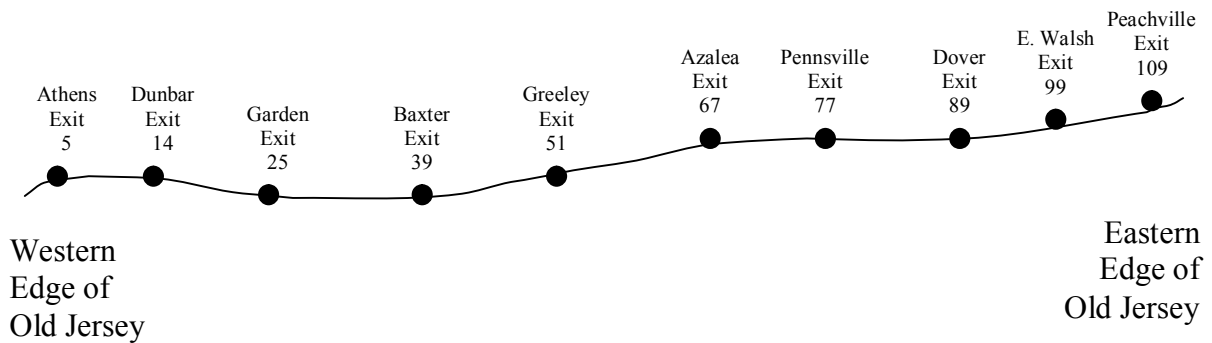 Athens
Exit
5
Dunbar
Exit
14
Garden
Exit
25
Baxter
Exit
39
Greeley
Exit
51
Azalea
Exit
67
Pennsville
Exit
77
Dover
Exit
89
E. Walsh
Exit
99
Peachville
Exit
109
Western
Edge of
Old Jersey
Eastern
Edge of
Old Jersey